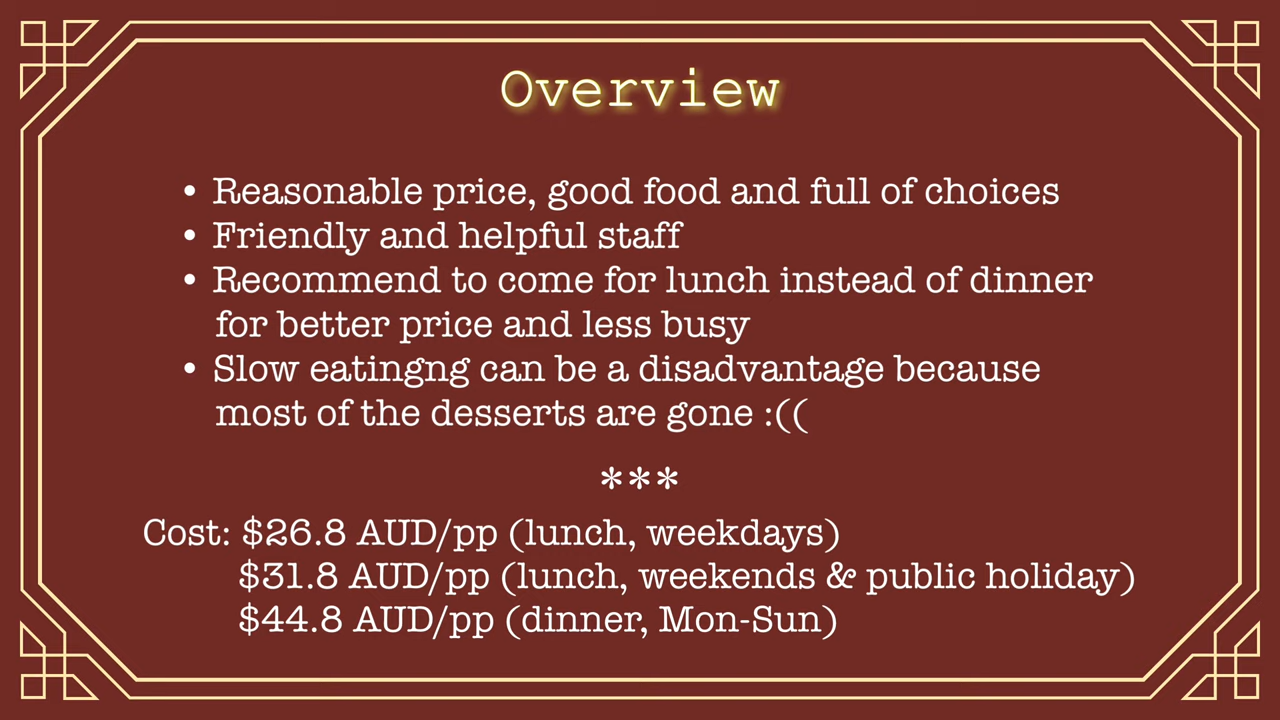 Overview
• Reasonable price, good food and full of choices
• Friendly and helpful staff
• Recommend to come for lunch instead of dinner
for better price and less busy
• Slow eatingng can be a disadvantage because
most of the desserts are gone :((
***
Cost: $26.8 AUD/pp (lunch, weekdays)
$31.8 AUD/pp (lunch, weekends & public holiday)
$44.8 AUD/pp (dinner, Mon-Sun)